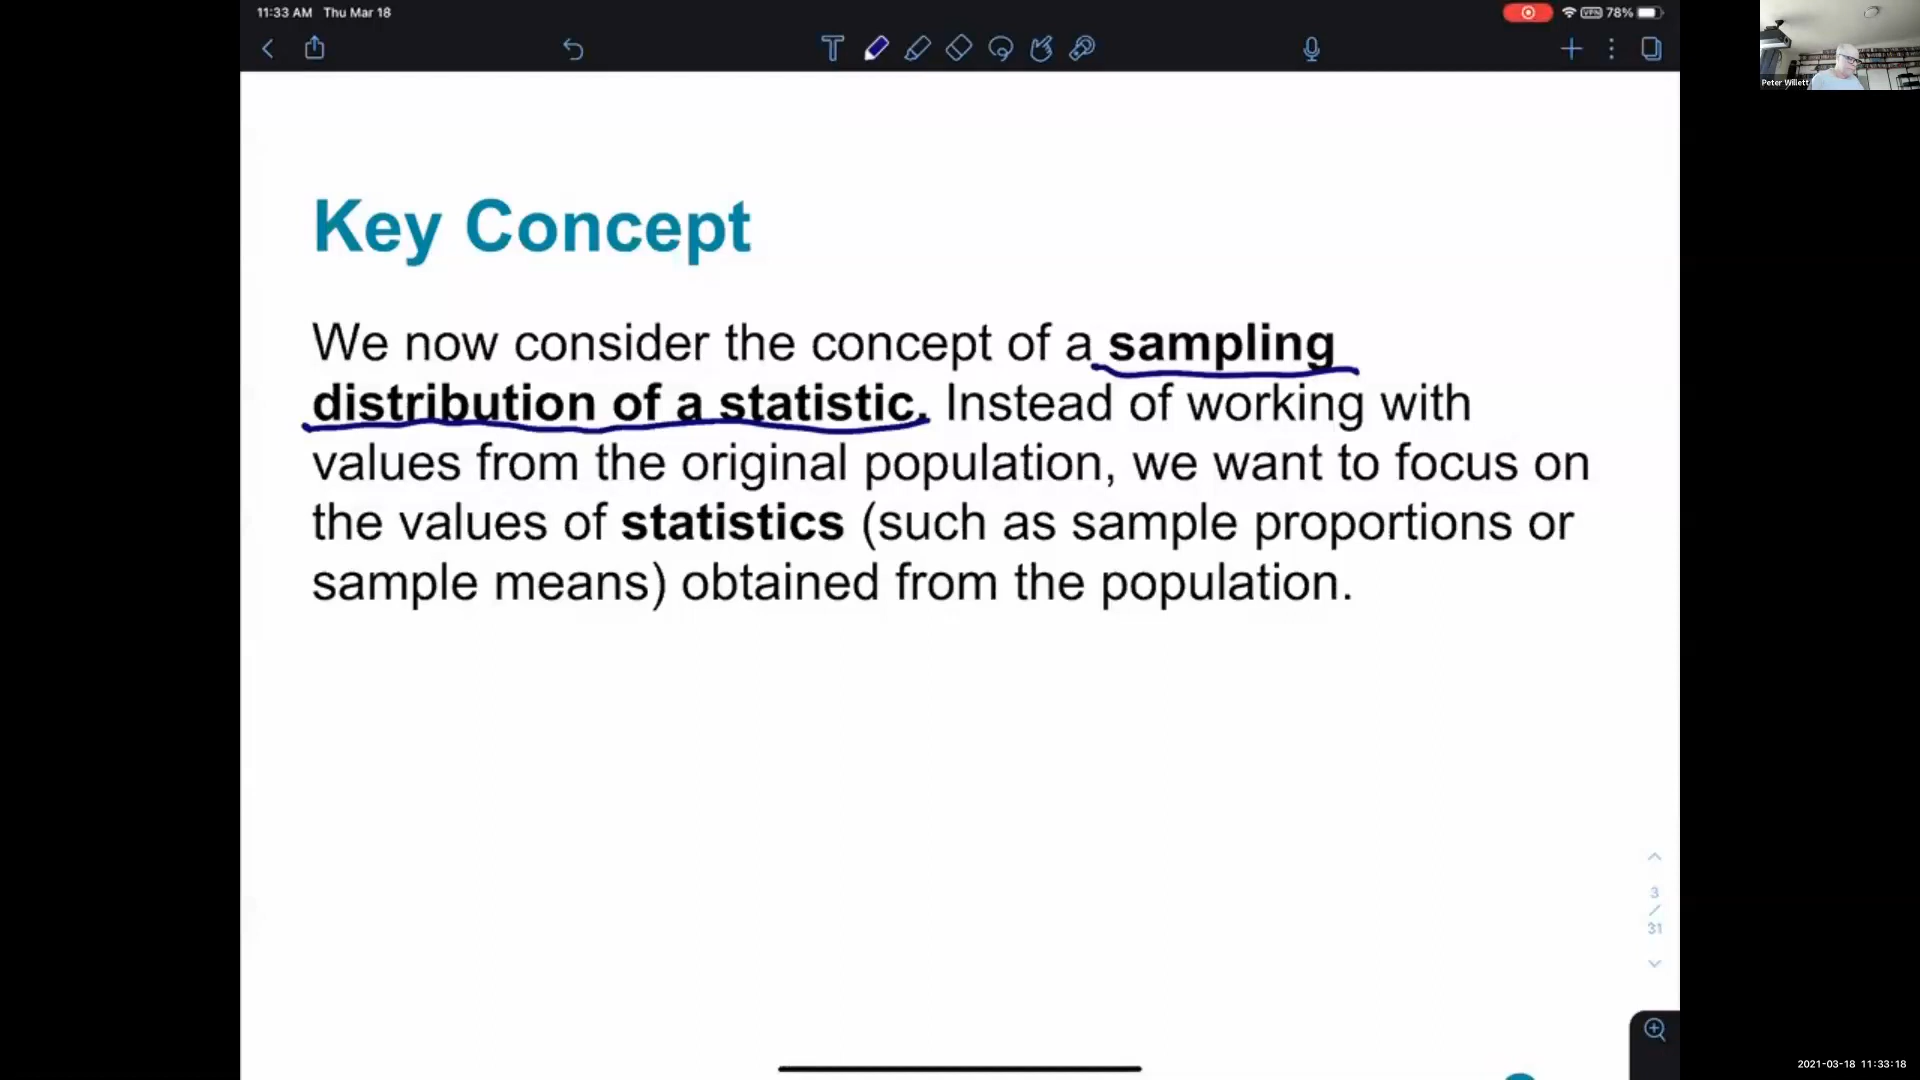 11:33 AM Thu Mar 18
VPN 78%
Peter Willett
Key Concept
We now consider the concept of a sampling
distribution of a statistic. Instead of working with
values from the original population, we want to focus on
the values of statistics (such as sample proportions or
sample means) obtained from the population.
3
/
31
2021-03-18 11:33:18